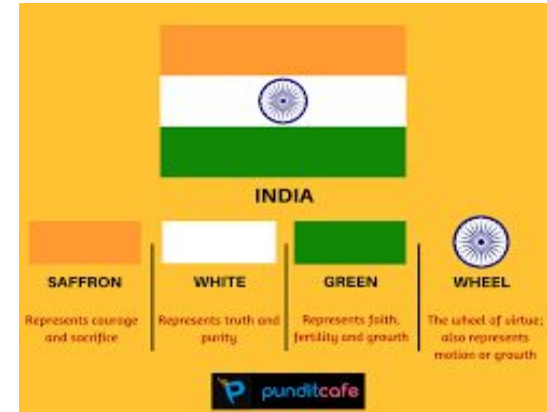 INDIA
SAFFRON
Represents courage
and sacrifice
WHITE
Represents truth and
purity
GREEN
Represents faith,
fertility and growth
WHEEL
The wheel of virtue;
also represents
motion or growth
punditcafe